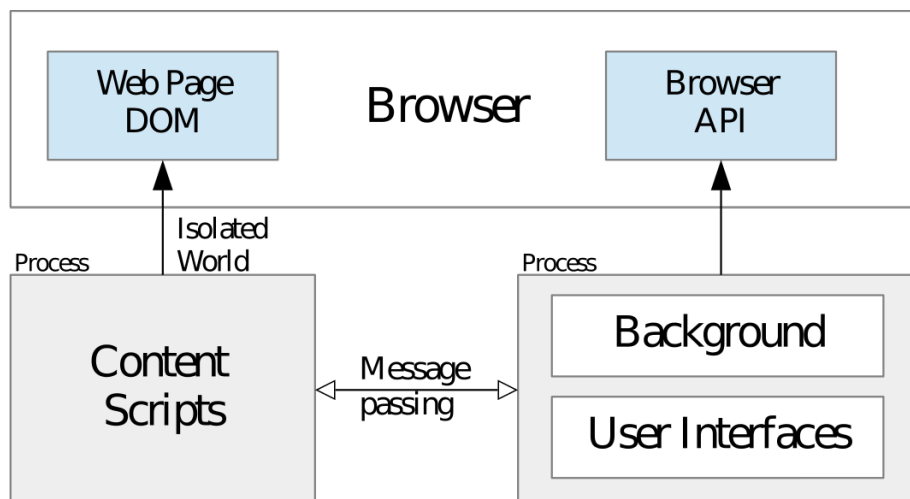 Web Page
DOM
Browser
Browser
API
Isolated
World
Process
Process
Content
Scripts
Message
passing
Background
User Interfaces